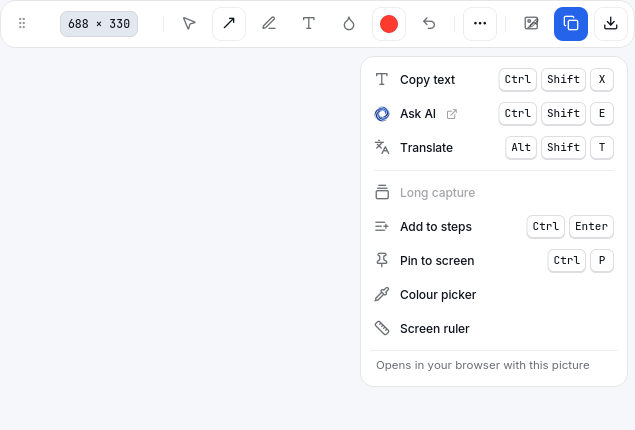 688 × 330
Copy text Ctrl Shift X
Ask AI Ctrl Shift E
Translate Alt Shift T
Long capture
Add to steps Ctrl Enter
Pin to screen Ctrl P
Colour picker
Screen ruler
Opens in your browser with this picture